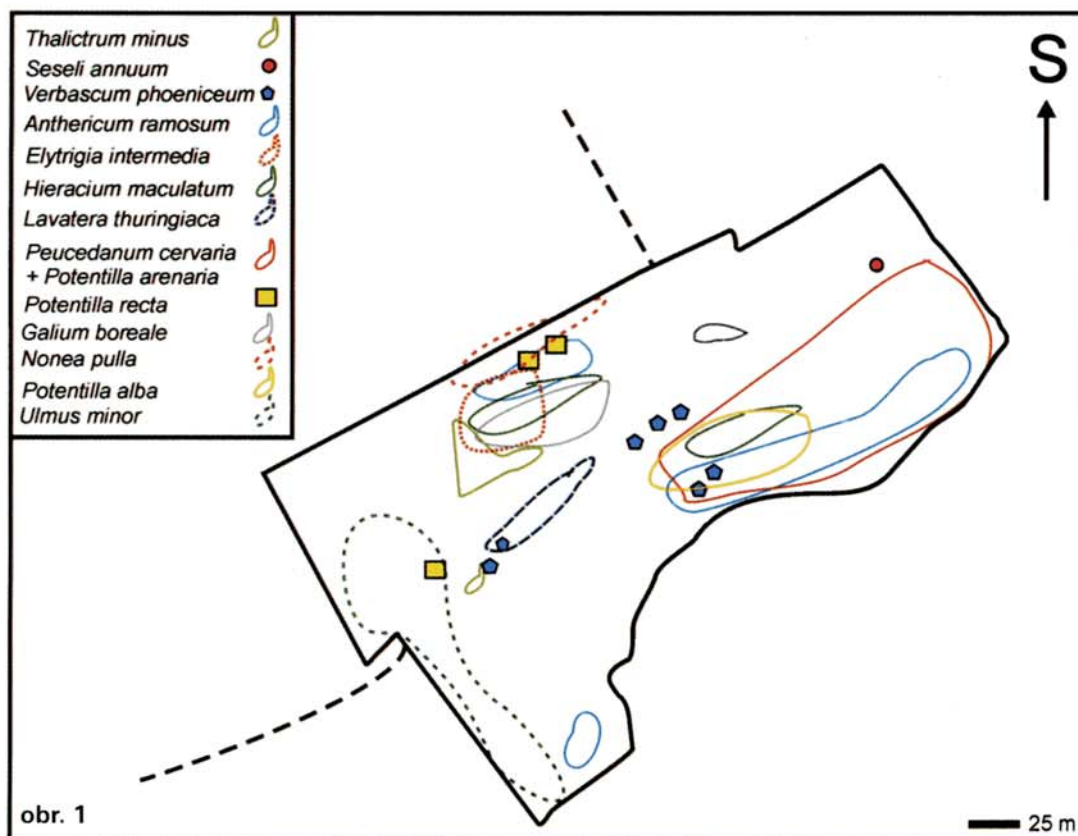 Thalictrum minus
Seseli annuum
Verbascum phoeniceum
Anthericum ramosum
Elytrigia intermedia
Hieracium maculatum
Lavatera thuringiaca
Peucedanum cervaria
+ Potentilla arenaria
Potentilla recta
Galium boreale
Nonea pulla
Potentilla alba
Ulmus minor
S
obr. 1
25 m